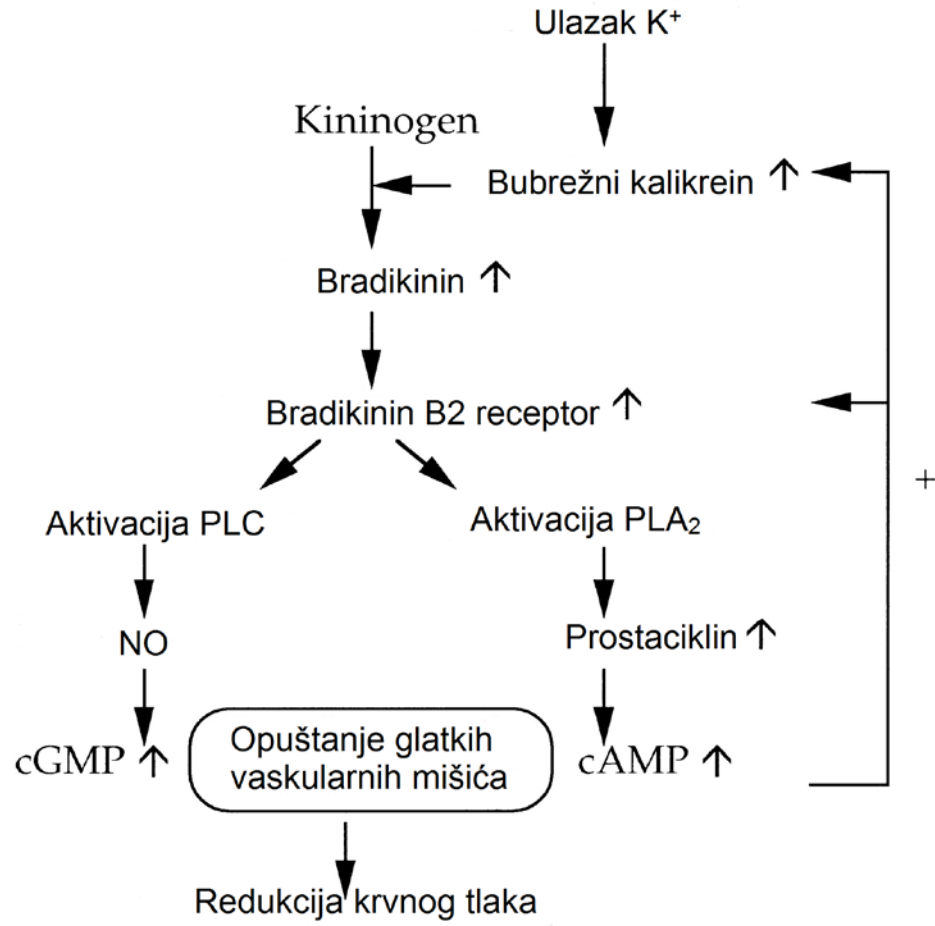 Ulazak K⁺
Kininogen
Bubrežni kalikrein ↑
Bradikinin ↑
Bradikinin B2 receptor ↑
+
Aktivacija PLC
Aktivacija PLA₂
NO
Prostaciklin ↑
cGMP ↑
Opuštanje glatkih
vaskularnih mišića
cAMP ↑
Redukcija krvnog tlaka